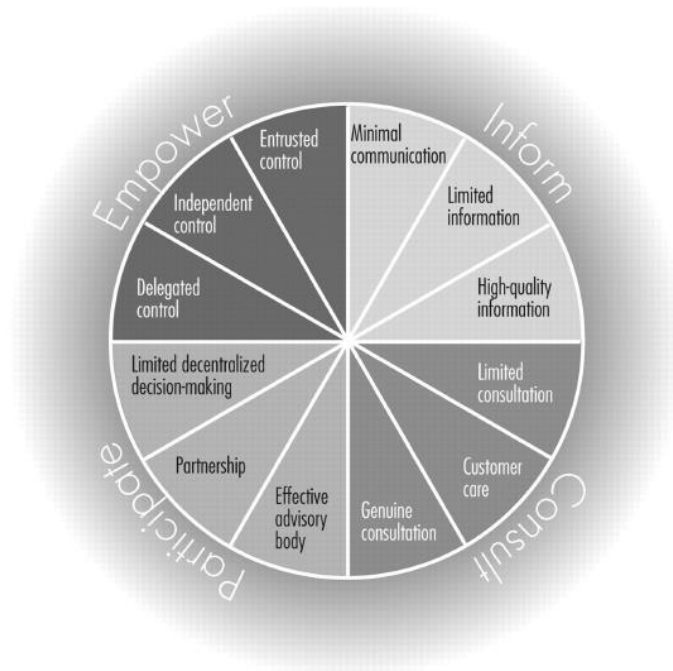 Inform
Minimal
communication
Limited
information
High-quality
information
Consult
Limited
consultation
Customer
care
Genuine
consultation
Participate
Effective
advisory
body
Partnership
Limited decentralized
decision-making
Empower
Delegated
control
Independent
control
Entrusted
control